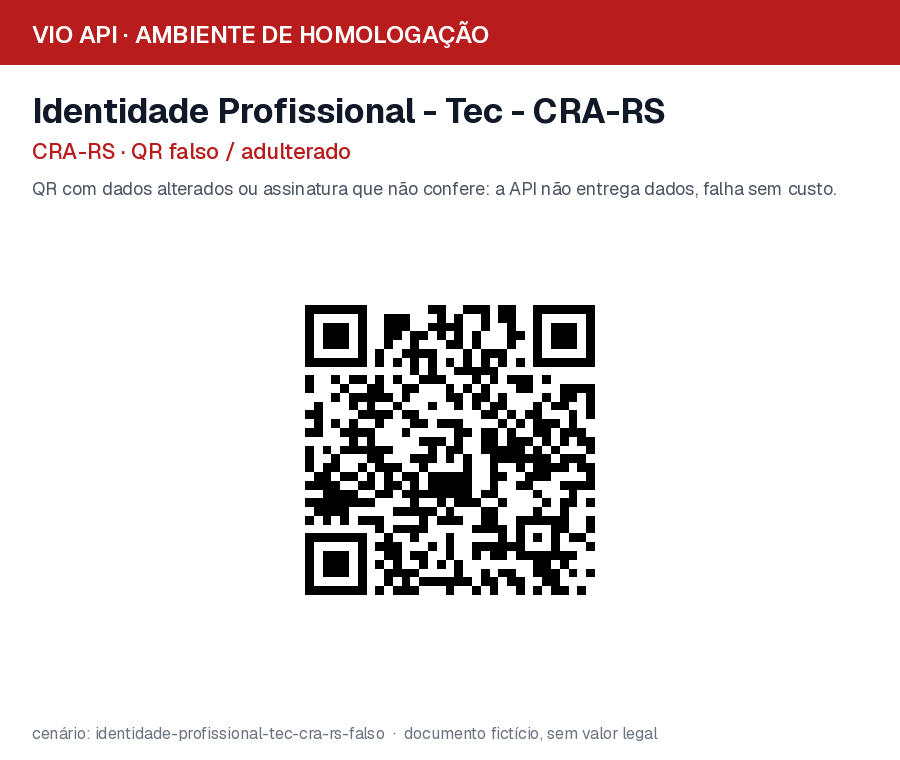 VIO API · AMBIENTE DE HOMOLOGAÇÃO
Identidade Profissional - Tec - CRA-RS
CRA-RS · QR falso / adulterado
QR com dados alterados ou assinatura que não confere: a API não entrega dados, falha sem custo.
cenário: identidade-profissional-tec-cra-rs-falso · documento fictício, sem valor legal